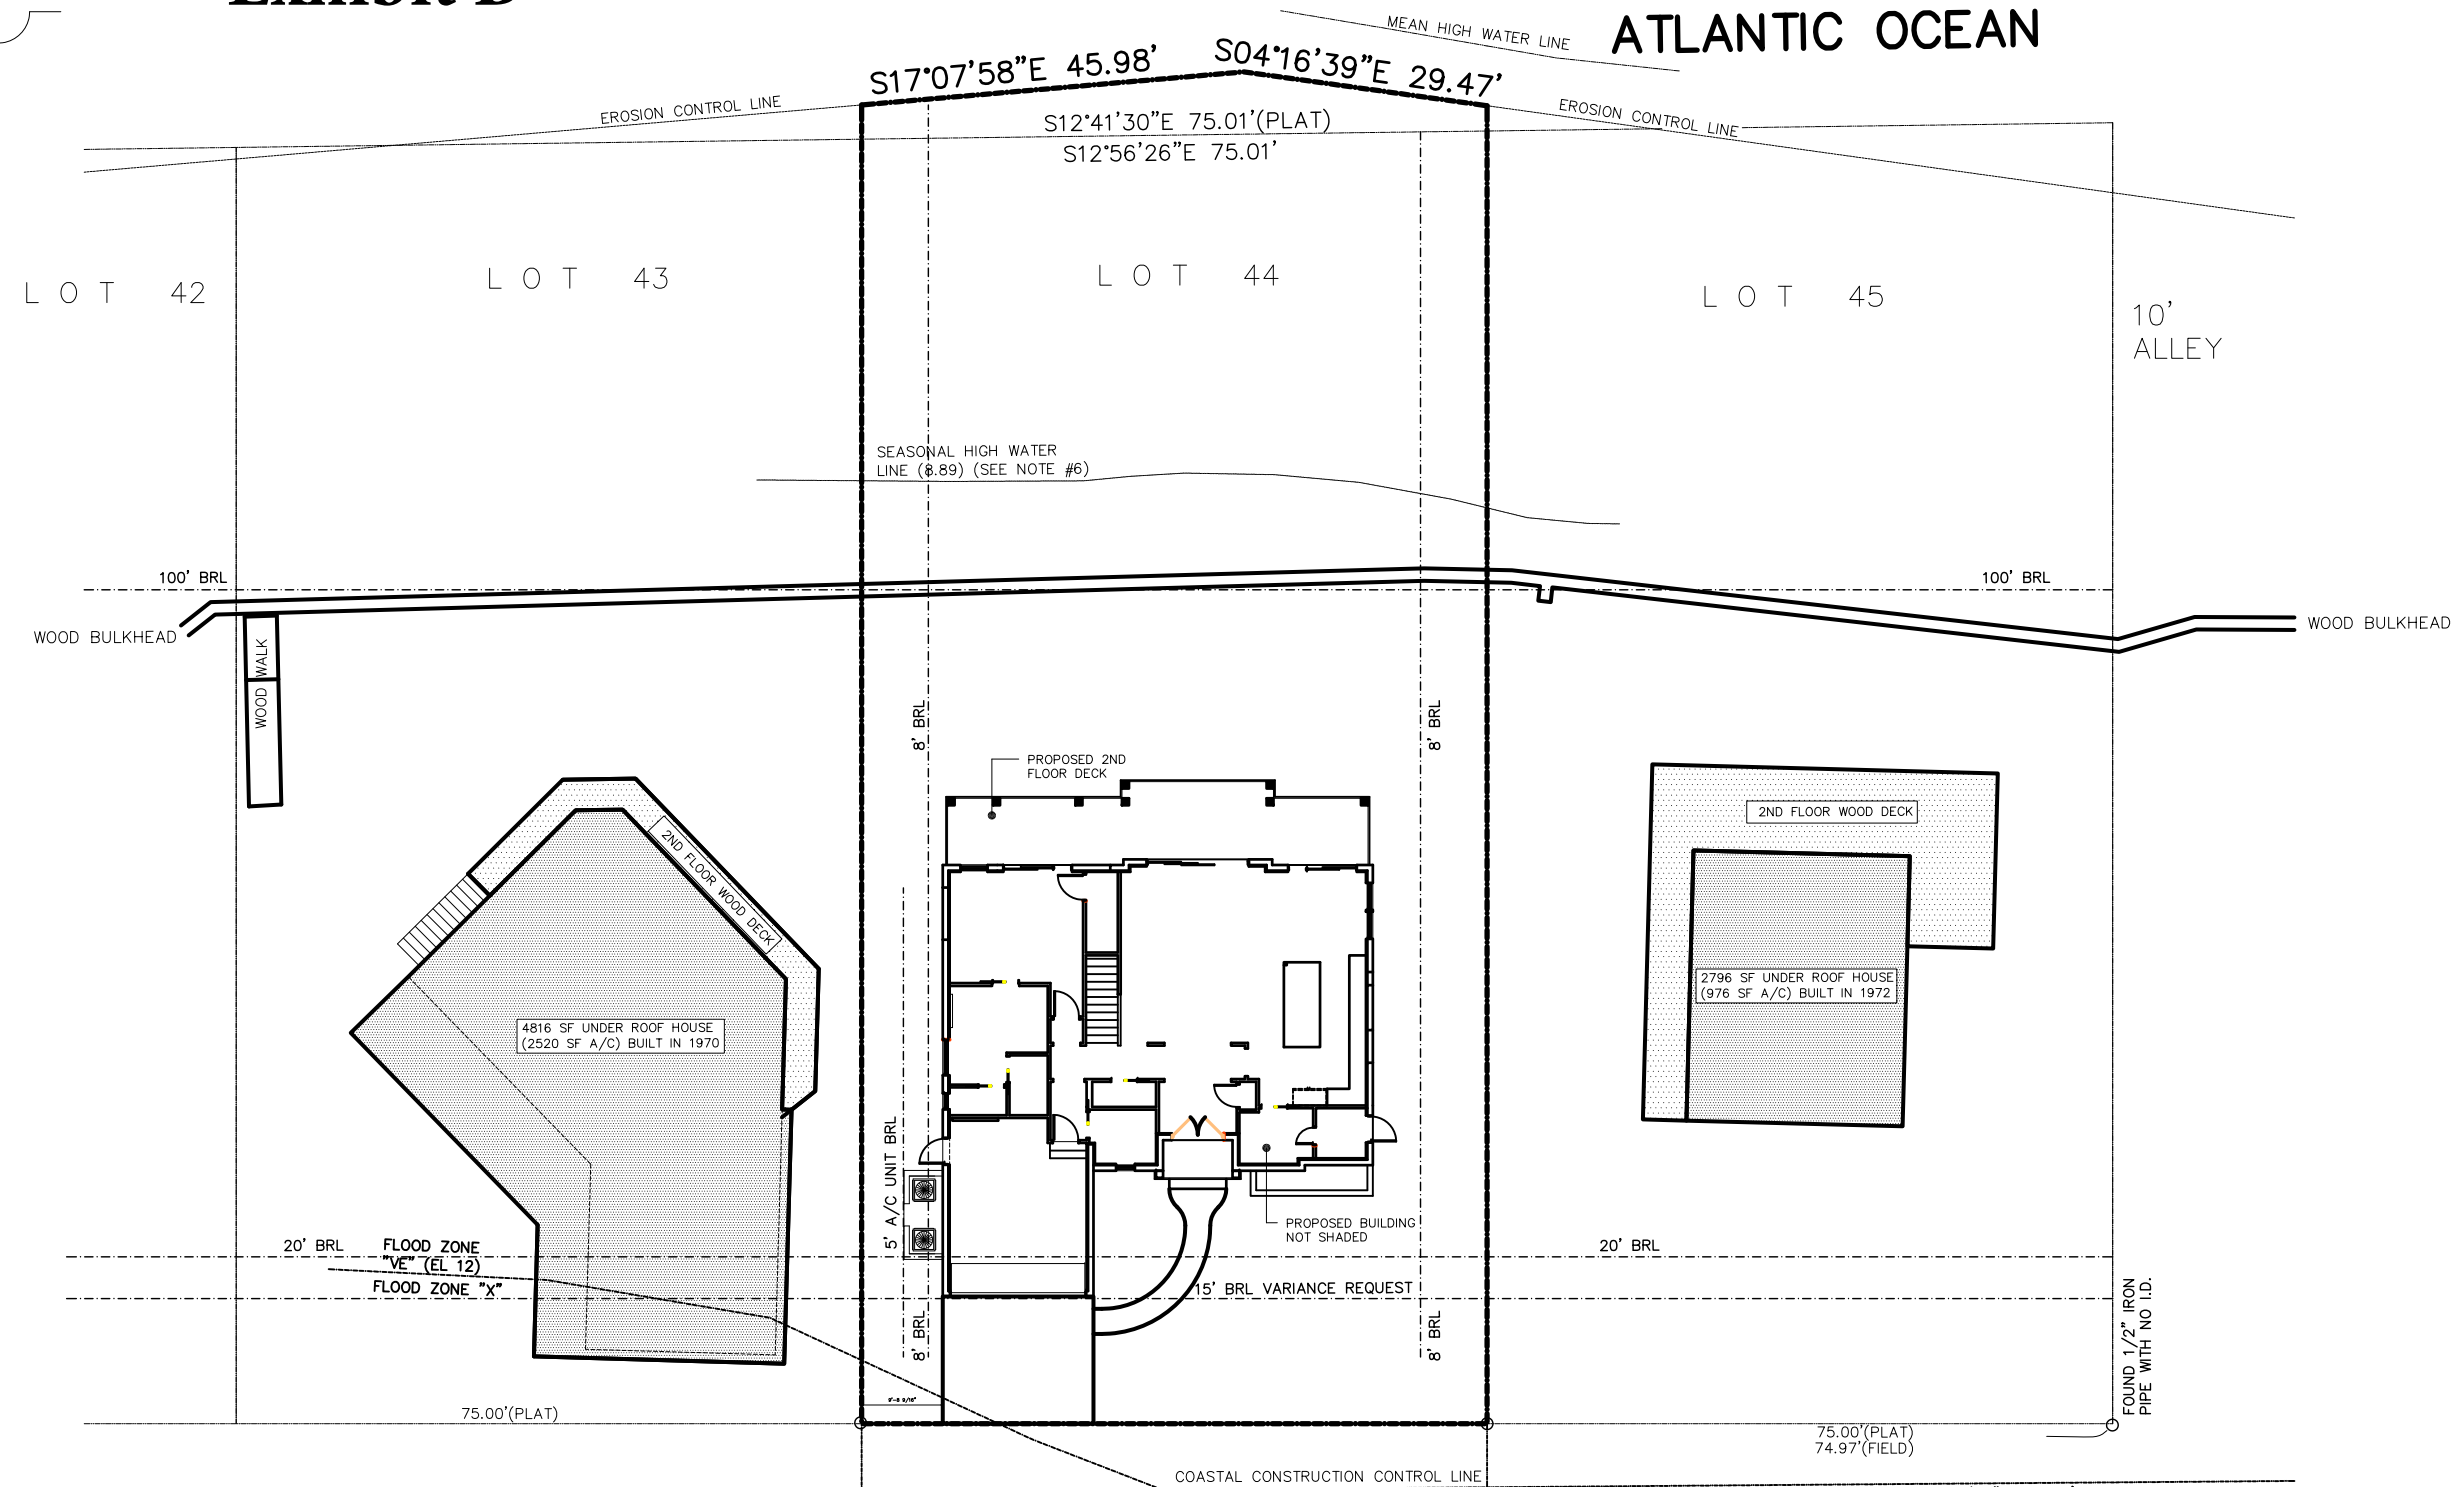 Exhibit B
MEAN HIGH WATER LINE
ATLANTIC OCEAN
S17°07'58"E 45.98'
S04°16'39"E 29.47'
EROSION CONTROL LINE
EROSION CONTROL LINE
S12°41'30"E 75.01'(PLAT)
S12°56'26"E 75.01'
LOT 42
LOT 43
LOT 44
LOT 45
10'
ALLEY
SEASONAL HIGH WATER
LINE (8.89) (SEE NOTE #6)
100' BRL
100' BRL
WOOD BULKHEAD
WOOD BULKHEAD
WOOD WALK
8' BRL
8' BRL
PROPOSED 2ND
FLOOR DECK
2ND FLOOR WOOD DECK
2ND FLOOR WOOD DECK
2796 SF UNDER ROOF HOUSE
(976 SF A/C) BUILT IN 1972
4816 SF UNDER ROOF HOUSE
(2520 SF A/C) BUILT IN 1970
5' A/C UNIT BRL
PROPOSED BUILDING
NOT SHADED
20' BRL
FLOOD ZONE
"VE" (EL 12)
FLOOD ZONE "X"
20' BRL
15' BRL VARIANCE REQUEST
8' BRL
8' BRL
FOUND 1/2" IRON
PIPE WITH NO I.D.
75.00'(PLAT)
75.00'(PLAT)
74.97'(FIELD)
COASTAL CONSTRUCTION CONTROL LINE